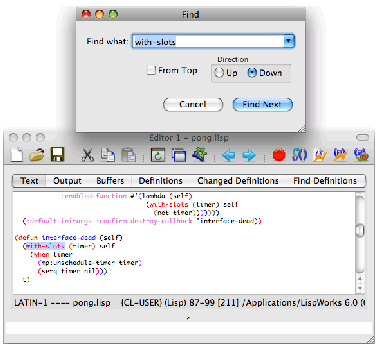 Find
Find what: with-slots
Direction
From Top
Up Down
Cancel Find Next
Editor 1 - pong.lisp
Text Output Buffers Definitions Changed Definitions Find Definitions
:enabled-function #'(lambda (self)
(with-slots (timer) self
(not timer)))))))
(:default-initargs :confirm-destroy-callback 'interface-dead))
(defun interface-dead (self)
(with-slots (timer) self
(when timer
(mp:unschedule-timer timer)
(setq timer nil)))
t)
LATIN-1 ---- pong.lisp {CL-USER} (Lisp) 87-99 [211] /Applications/LispWorks 6.0 (